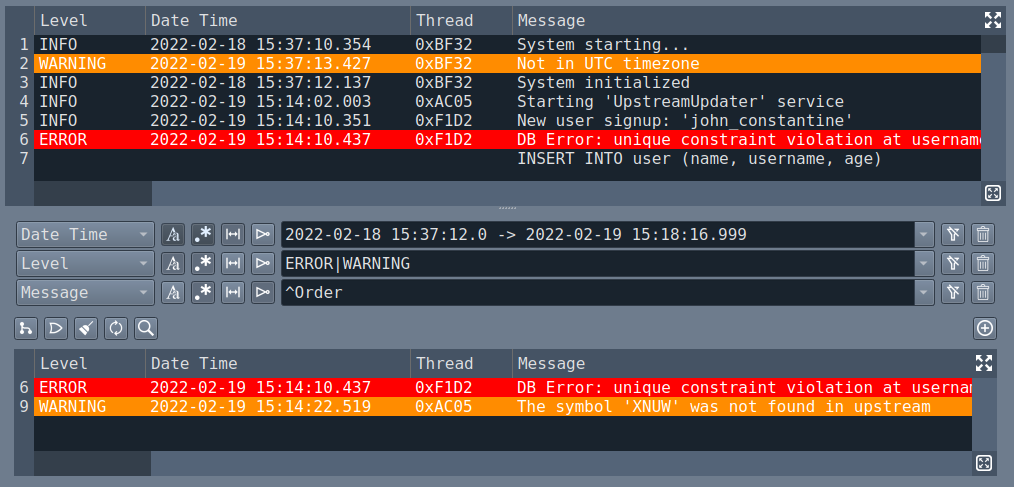 Level Date Time Thread Message
1 INFO 2022-02-18 15:37:10.354 0xBF32 System starting...
2 WARNING 2022-02-19 15:37:13.427 0xBF32 Not in UTC timezone
3 INFO 2022-02-18 15:37:12.137 0xBF32 System initialized
4 INFO 2022-02-19 15:14:02.003 0xAC05 Starting 'UpstreamUpdater' service
5 INFO 2022-02-19 15:14:10.351 0xF1D2 New user signup: 'john_constantine'
6 ERROR 2022-02-19 15:14:10.437 0xF1D2 DB Error: unique constraint violation at username
7 INSERT INTO user (name, username, age)
Date Time A .* 2022-02-18 15:37:12.0 -> 2022-02-19 15:18:16.999
Level A .* ERROR|WARNING
Message A .* ^Order
Level Date Time Thread Message
6 ERROR 2022-02-19 15:14:10.437 0xF1D2 DB Error: unique constraint violation at usernam
9 WARNING 2022-02-19 15:14:22.519 0xAC05 The symbol 'XNUW' was not found in upstream